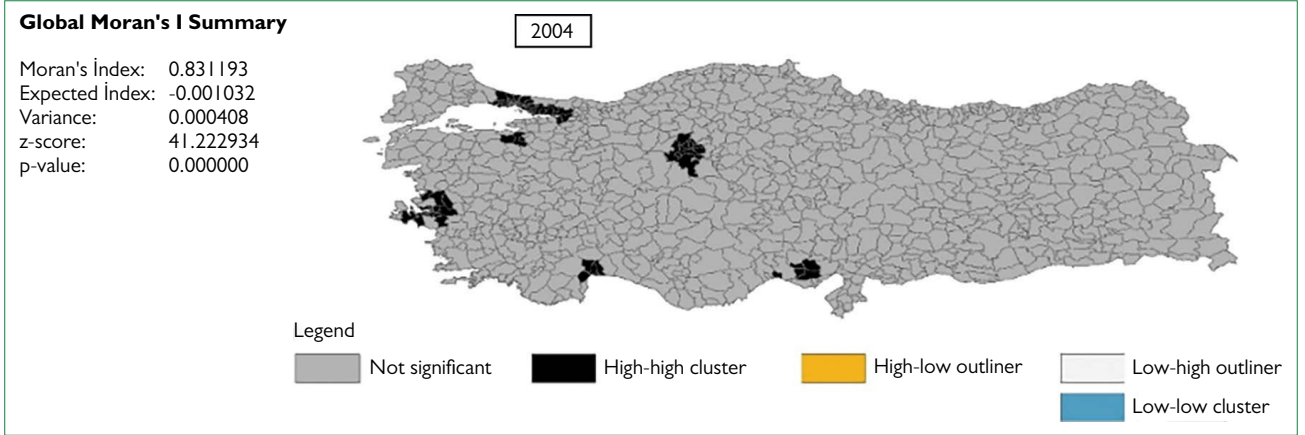 Global Moran's I Summary
2004
Moran's İndex: 0.831193
Expected İndex: -0.001032
Variance: 0.000408
z-score: 41.222934
p-value: 0.000000
Legend
Not significant
High-high cluster
High-low outliner
Low-high outliner
Low-low cluster